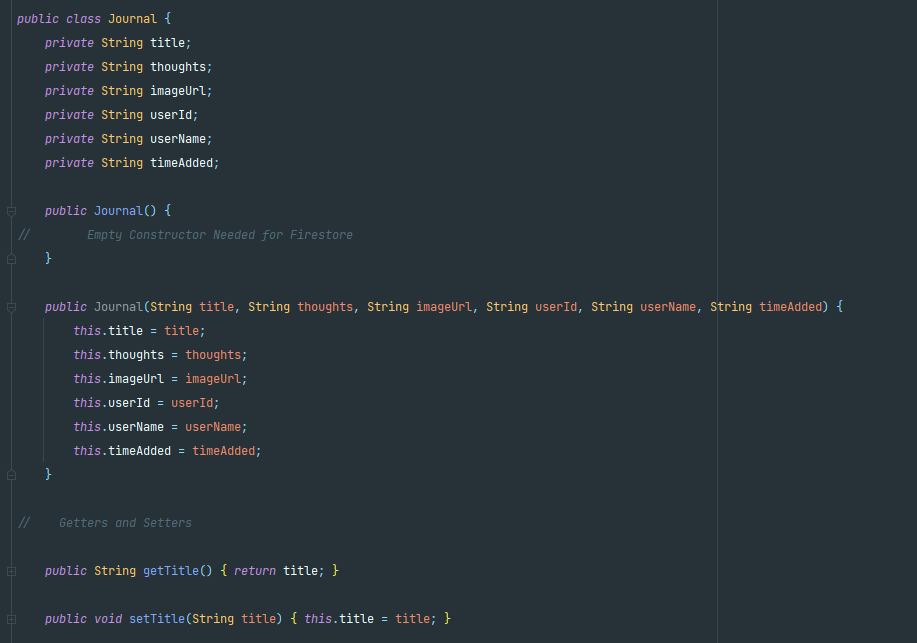 public class Journal {
    private String title;
    private String thoughts;
    private String imageUrl;
    private String userId;
    private String userName;
    private String timeAdded;
    public Journal() {
//        Empty Constructor Needed for Firestore
    }
    public Journal(String title, String thoughts, String imageUrl, String userId, String userName, String timeAdded) {
        this.title = title;
        this.thoughts = thoughts;
        this.imageUrl = imageUrl;
        this.userId = userId;
        this.userName = userName;
        this.timeAdded = timeAdded;
    }
//    Getters and Setters
    public String getTitle() { return title; }
    public void setTitle(String title) { this.title = title; }